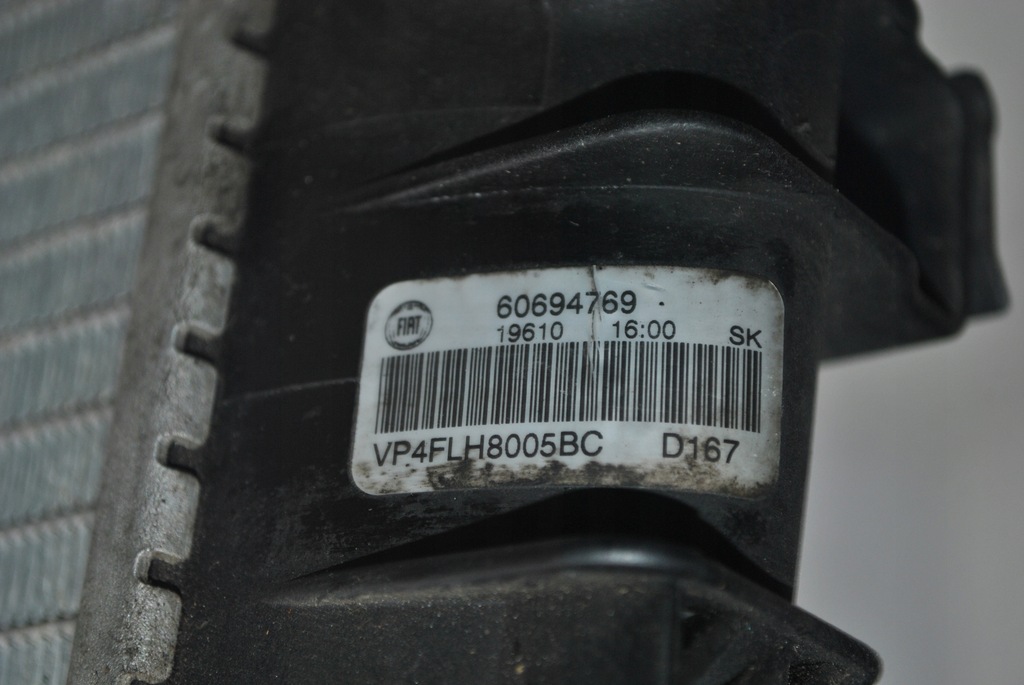 FIAT
60694769
19610 16:00 SK
VP4FLH8005BC D167